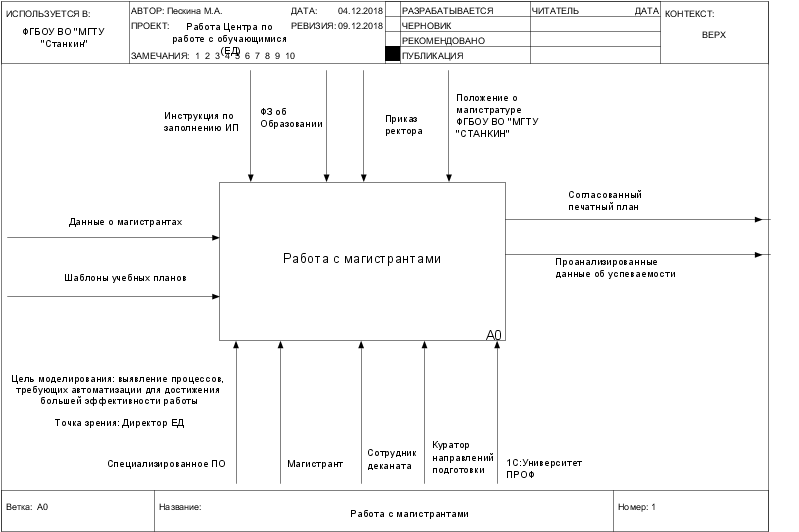 ИСПОЛЬЗУЕТСЯ В:
ФГБОУ ВО "МГТУ
"Станкин"
АВТОР: Пескина М.А.
ДАТА: 04.12.2018
ПРОЕКТ: Работа Центра по
работе с обучающимися
(ЕД)
РЕВИЗИЯ: 09.12.2018
ЗАМЕЧАНИЯ: 1 2 3 4 5 6 7 8 9 10
РАЗРАБАТЫВАЕТСЯ
ЧЕРНОВИК
РЕКОМЕНДОВАНО
ПУБЛИКАЦИЯ
ЧИТАТЕЛЬ
ДАТА
КОНТЕКСТ:
ВЕРХ
Инструкция по
заполнению ИП
ФЗ об
Образовании
Приказ
ректора
Положение о
магистратуре
ФГБОУ ВО "МГТУ
"СТАНКИН"
Данные о магистрантах
Шаблоны учебных планов
Работа с магистрантами
A0
Согласованный
печатный план
Проанализированные
данные об успеваемости
Цель моделирования: выявление процессов,
требующих автоматизации для достижения
большей эффективности работы
Точка зрения: Директор ЕД
Специализированное ПО
Магистрант
Сотрудник
деканата
Куратор
направлений
подготовки
1С:Университет
ПРОФ
Ветка: A0
Название:
Работа с магистрантами
Номер: 1